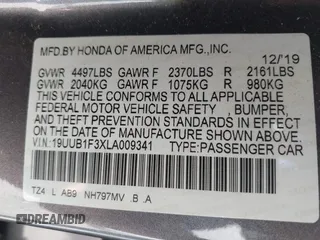 MFD.BY HONDA OF AMERICA MFG.,INC.
12/'19
GVWR 4497LBS GAWR F 2370LBS R 2161LBS
GVWR 2040KG GAWR F 1075KG R 980KG
THIS VEHICLE CONFORMS TO ALL APPLICABLE
FEDERAL MOTOR VEHICLE SAFETY , BUMPER,
AND THEFT PREVENTION STANDARDS IN EFFECT
ON THE DATE OF MANUFACTURE SHOWN ABOVE.
V.I.N:19UUB1F3XLA009341 TYPE:PASSENGER CAR
TZ4 L AB9 NH797MV .B .A
DREAMBID